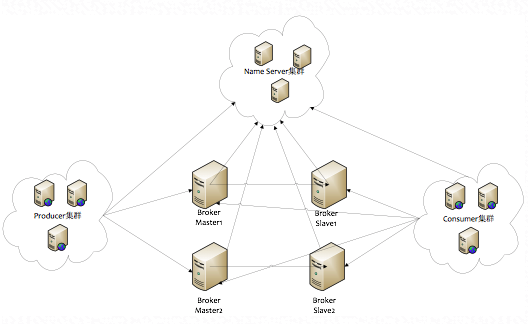 Name Server集群
Producer集群
Broker
Master1
Broker
Slave1
Consumer集群
Broker
Master2
Broker
Slave2